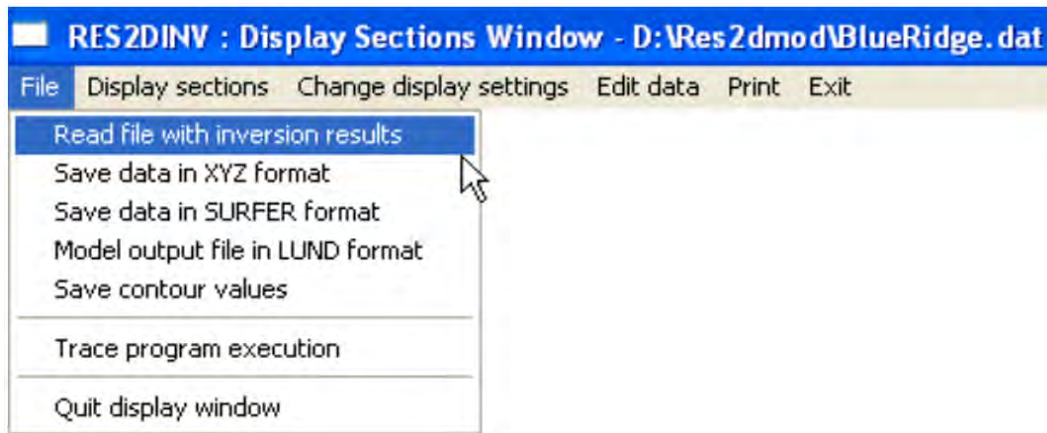 RES2DINV : Display Sections Window - D:\Res2dmod\BlueRidge.dat
File Display sections Change display settings Edit data Print Exit
Read file with inversion results
Save data in XYZ format
Save data in SURFER format
Model output file in LUND format
Save contour values
Trace program execution
Quit display window